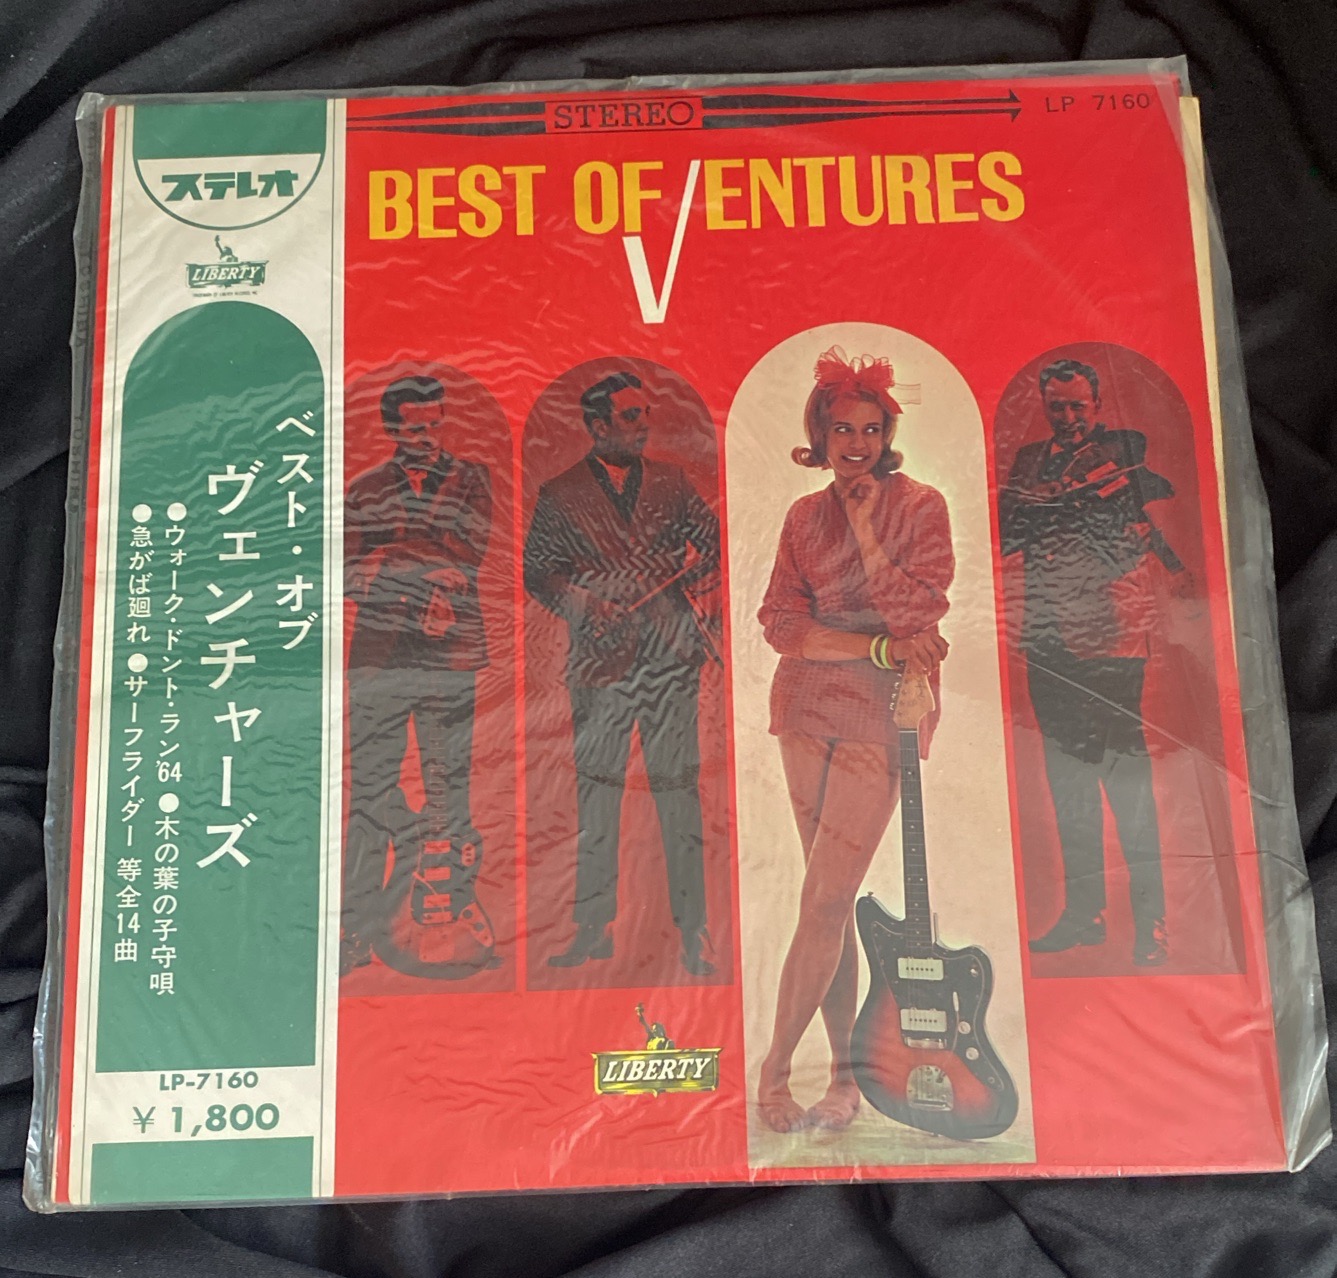 STEREO
LP 7160
BEST OF VENTURES
ステレオ
LIBERTY
ベスト・オブ
ヴェンチャーズ
●ウォーク・ドント・ラン'64●木の葉の子守唄
●急がば廻れ●サーフライダー 等全14曲
LP-7160
¥1,800
LIBERTY